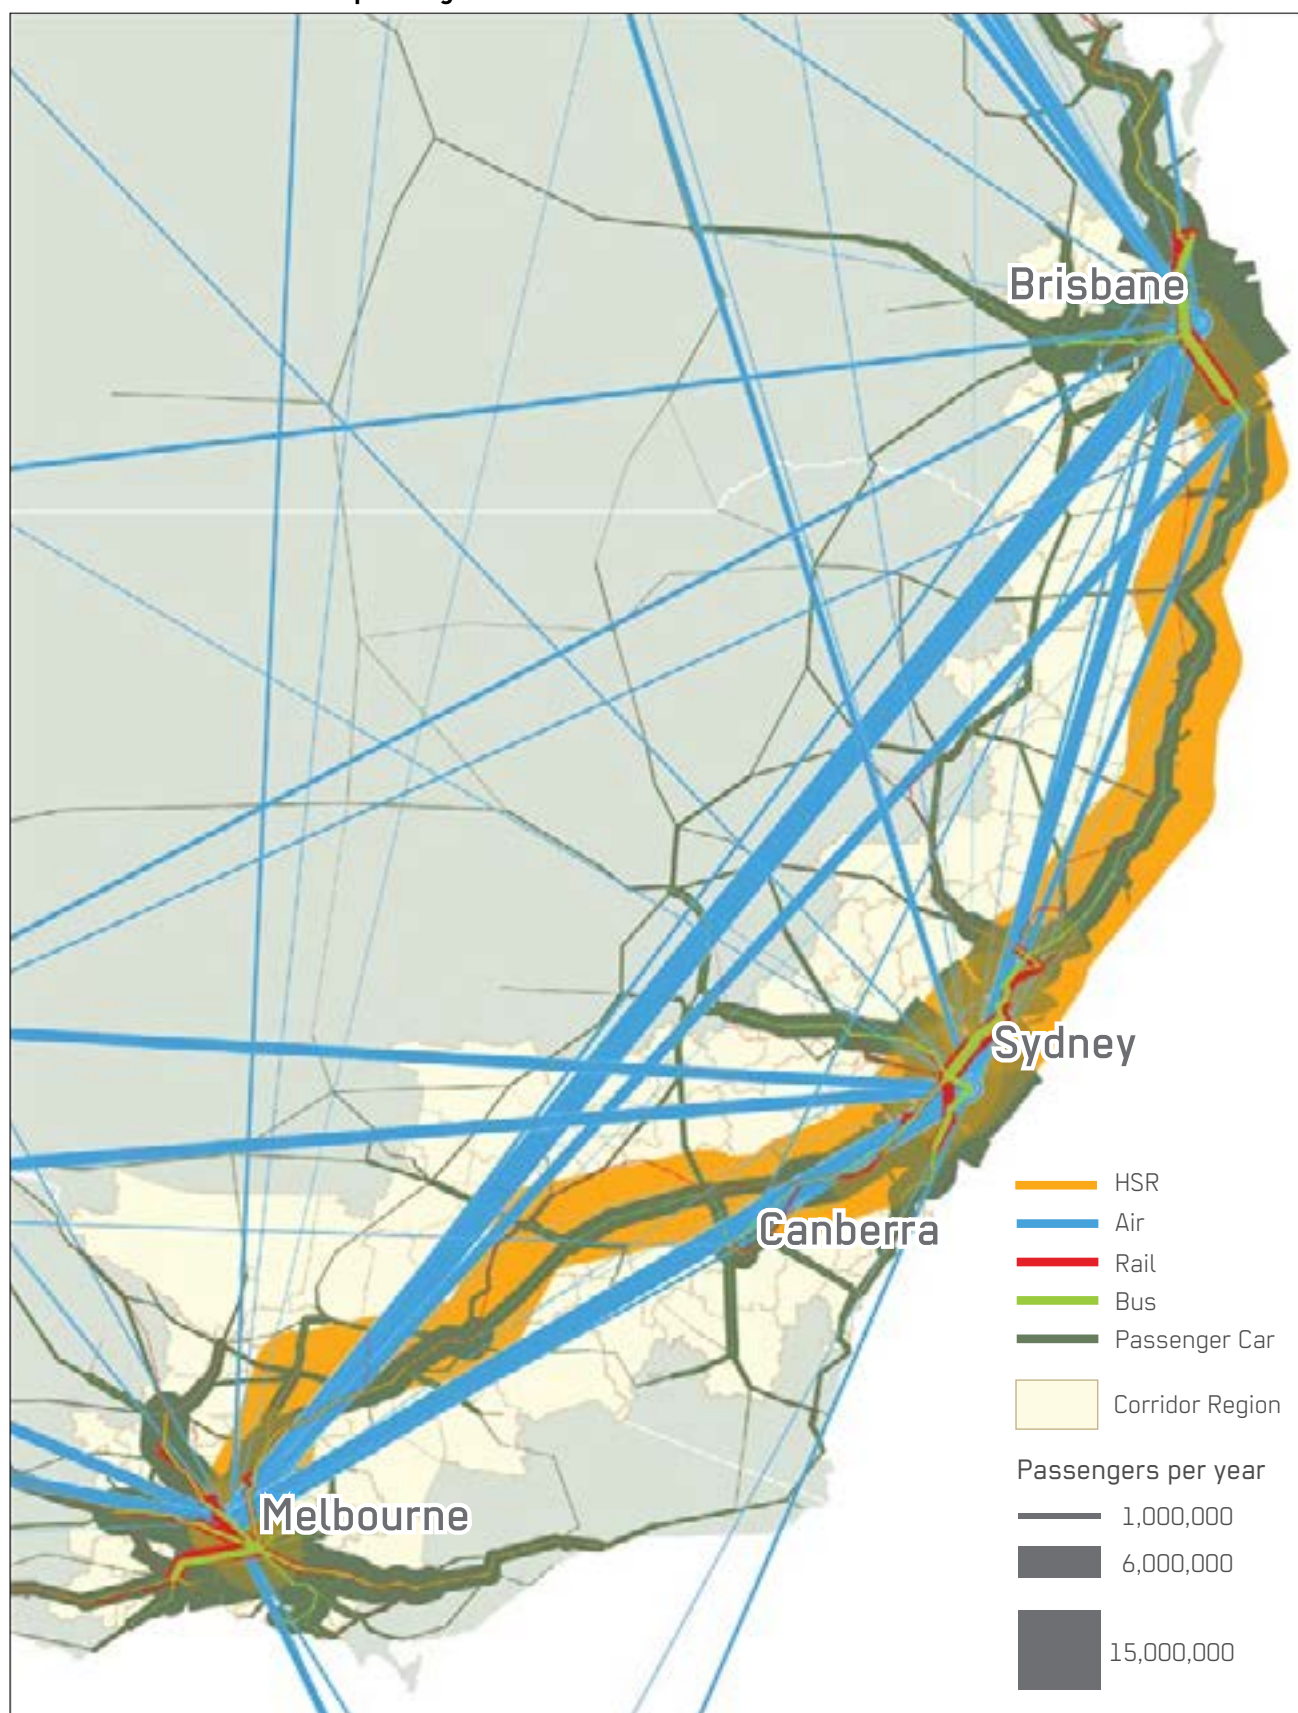 Brisbane
Sydney
Canberra
Melbourne
HSR
Air
Rail
Bus
Passenger Car
Corridor Region
Passengers per year
1,000,000
6,000,000
15,000,000